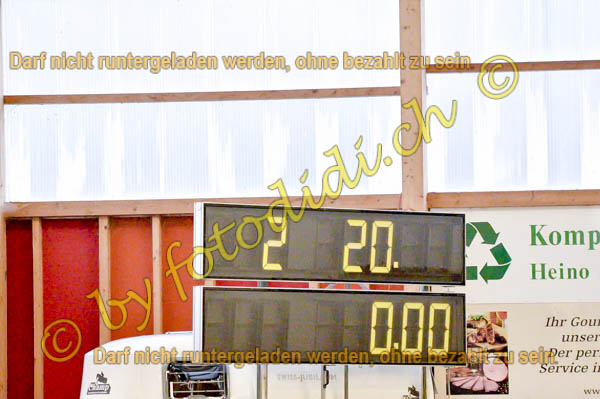 Darf nicht runtergeladen werden, ohne bezahlt zu sein.
© by fotodidi.ch ©
2 20.
Komp
Heino
0.00
Ihr Gour
unser
Der per
Service i
Darf nicht runtergeladen werden, ohne bezahlt zu sein.
champ